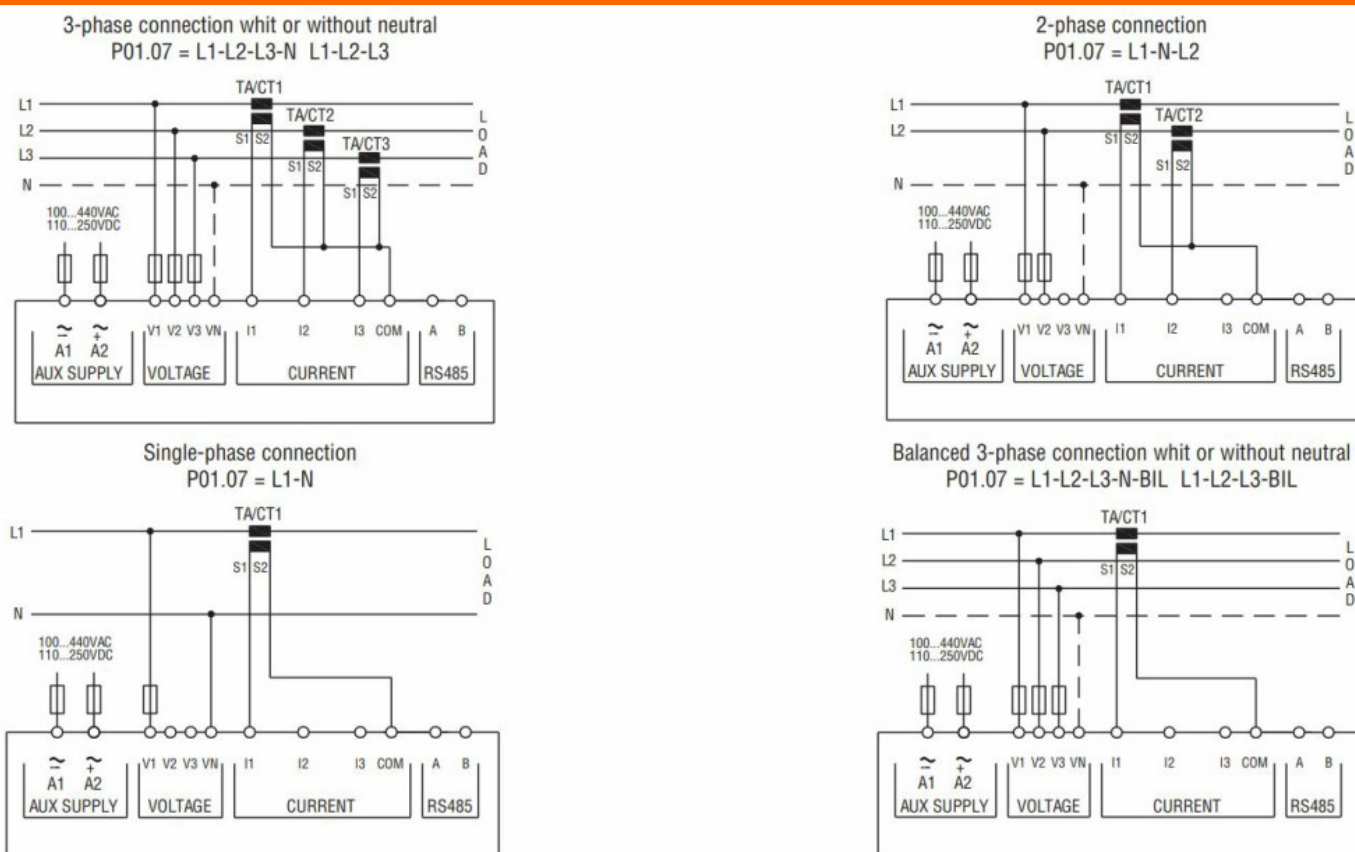 3-phase connection whit or without neutral
P01.07 = L1-L2-L3-N L1-L2-L3
TA/CT1
L1
TA/CT2
L2
S1 S2
TA/CT3
L3
S1 S2
N
S1 S2
L
O
A
D
100...440VAC
110...250VDC
V1 V2 V3 VN I1 I2 I3 COM A B
A1 A2
AUX SUPPLY VOLTAGE CURRENT RS485
2-phase connection
P01.07 = L1-N-L2
TA/CT1
L1
TA/CT2
L2
S1 S2
S1 S2
N
L
O
A
D
100...440VAC
110...250VDC
V1 V2 V3 VN I1 I2 I3 COM A B
A1 A2
AUX SUPPLY VOLTAGE CURRENT RS485
Single-phase connection
P01.07 = L1-N
TA/CT1
L1
S1 S2
N
L
O
A
D
100...440VAC
110...250VDC
V1 V2 V3 VN I1 I2 I3 COM A B
A1 A2
AUX SUPPLY VOLTAGE CURRENT RS485
Balanced 3-phase connection whit or without neutral
P01.07 = L1-L2-L3-N-BIL L1-L2-L3-BIL
TA/CT1
L1
L2
S1 S2
L3
N
L
O
A
D
100...440VAC
110...250VDC
V1 V2 V3 VN I1 I2 I3 COM A B
A1 A2
AUX SUPPLY VOLTAGE CURRENT RS485